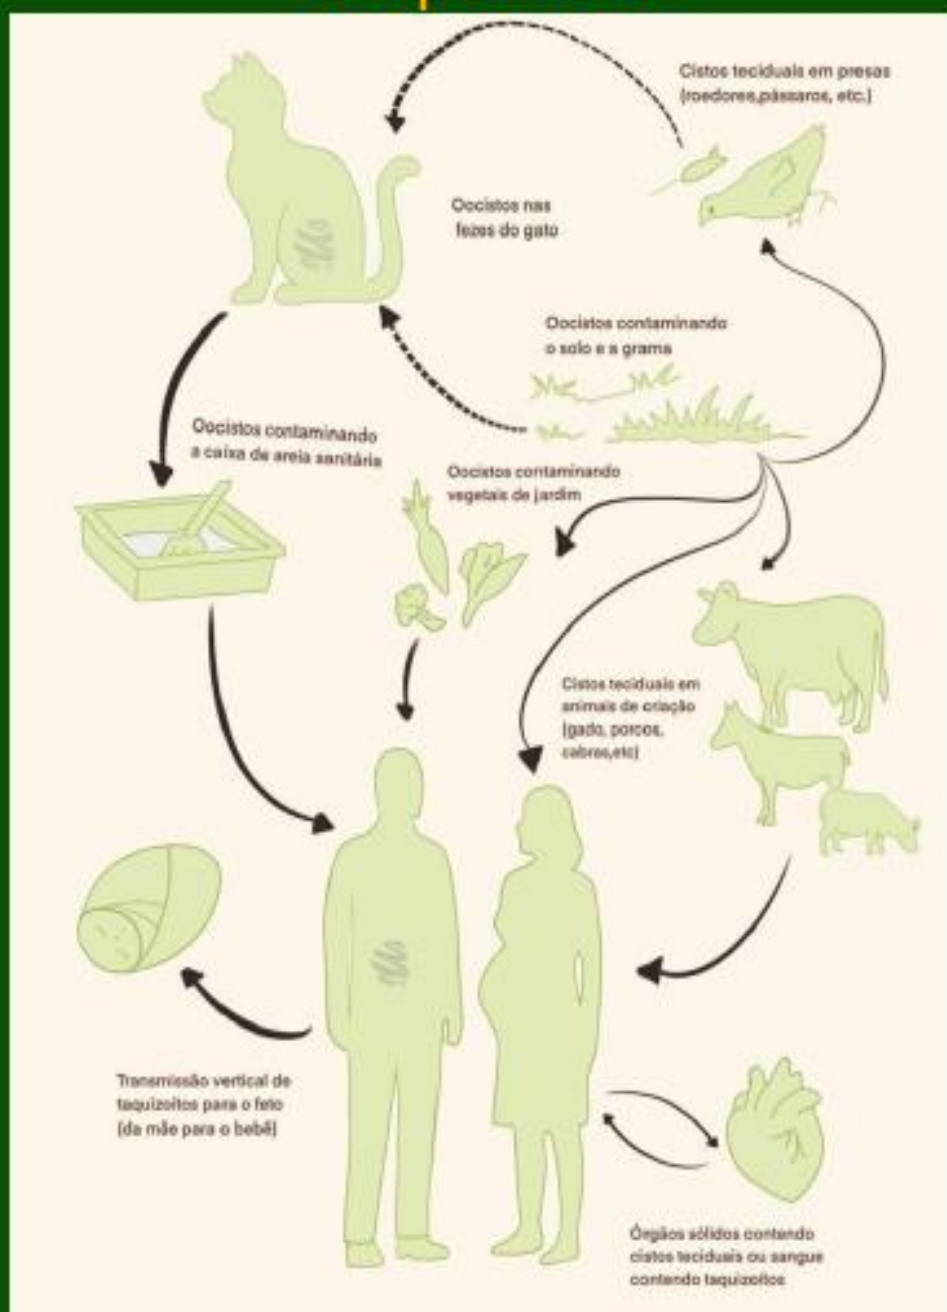 Cistos teciduais em presas
(roedores,pássaros, etc.)
Oocistos nas
fezes do gato
Oocistos contaminando
o solo e a grama
Oocistos contaminando
a caixa de areia sanitária
Oocistos contaminando
vegetais de jardim
Cistos teciduais em
animais de criação
(gado, porcos,
cabras,etc)
Transmissão vertical de
taquizoítos para o feto
(da mãe para o bebê)
Órgãos sólidos contendo
cistos teciduais ou sangue
contendo taquizoítos